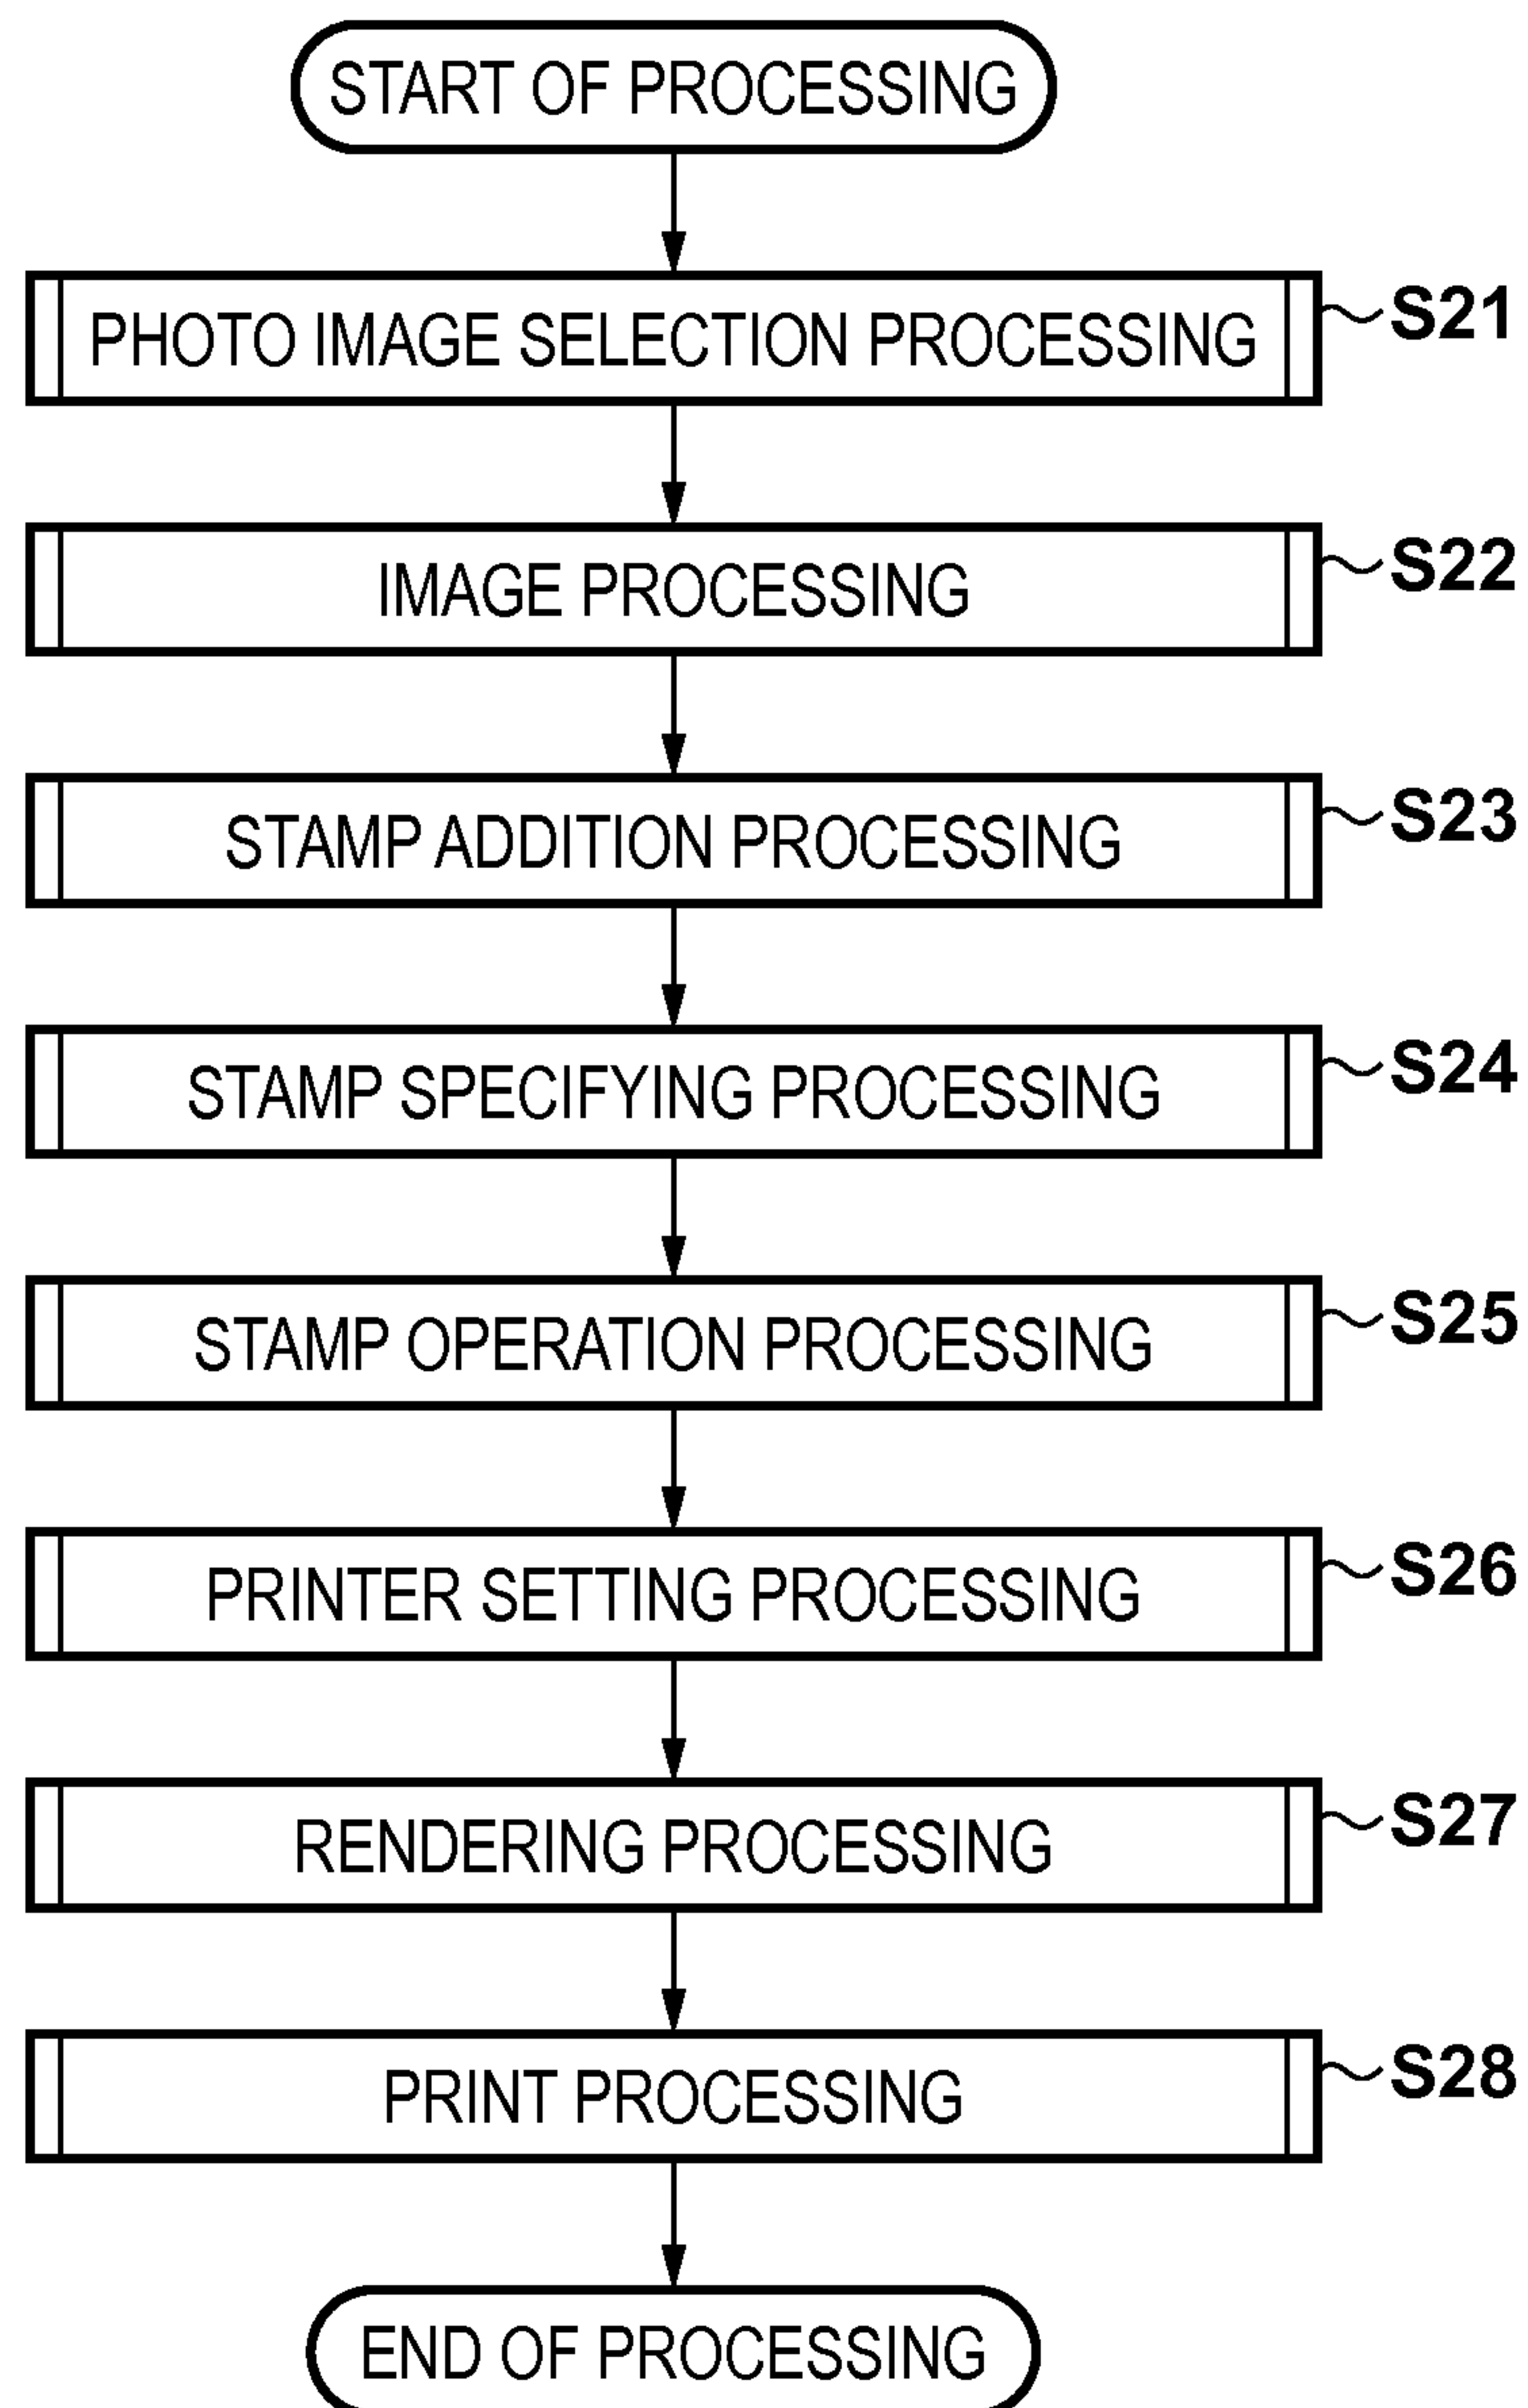 START OF PROCESSING
PHOTO IMAGE SELECTION PROCESSING
S21
IMAGE PROCESSING
S22
STAMP ADDITION PROCESSING
S23
STAMP SPECIFYING PROCESSING
S24
STAMP OPERATION PROCESSING
S25
PRINTER SETTING PROCESSING
S26
RENDERING PROCESSING
S27
PRINT PROCESSING
S28
END OF PROCESSING